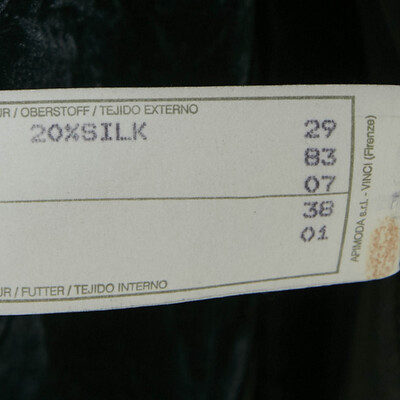 UR / OBERSTOFF / TEJIDO EXTERNO
20%SILK 29
83
07
38
01
UR / FUTTER / TEJIDO INTERNO
APIMODA s.r.l. - VINCI (Firenze)